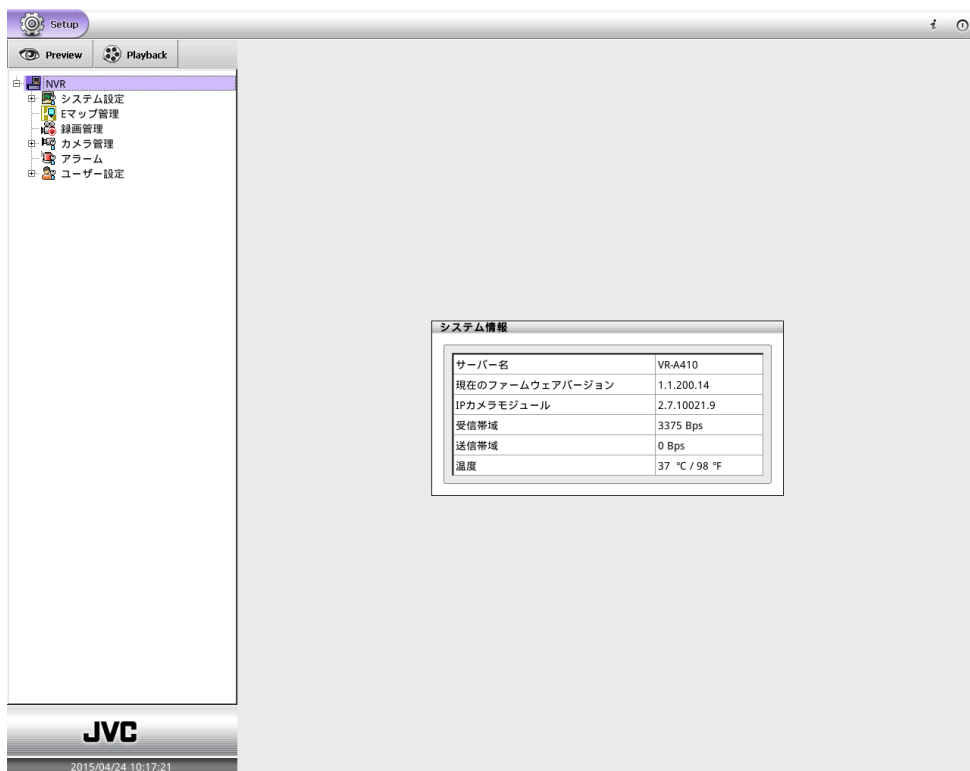 Setup
i
Preview
Playback
NVR
システム設定
Eマップ管理
録画管理
カメラ管理
アラーム
ユーザー設定
システム情報
サーバー名 VR-A410
現在のファームウェアバージョン 1.1.200.14
IPカメラモジュール 2.7.10021.9
受信帯域 3375 Bps
送信帯域 0 Bps
温度 37 ℃ / 98 ℉
JVC
2015/04/24 10:17:21